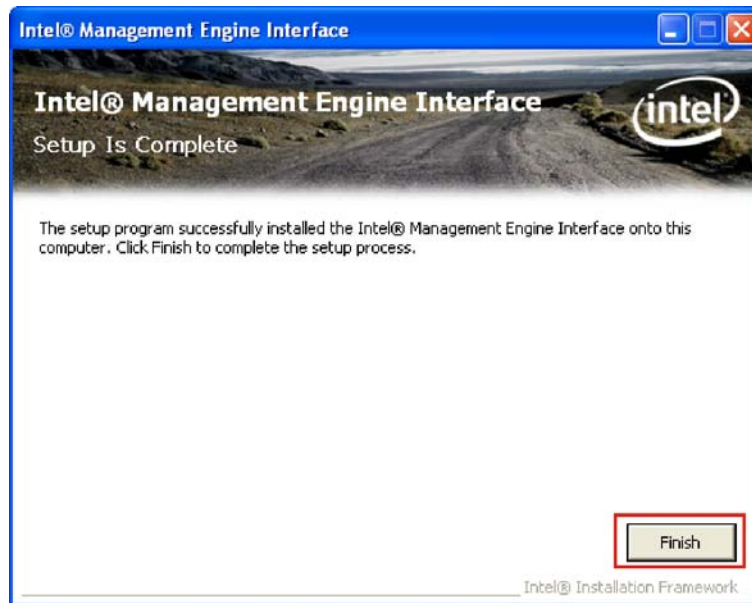 Intel® Management Engine Interface
Intel® Management Engine Interface
intel
Setup Is Complete
The setup program successfully installed the Intel® Management Engine Interface onto this
computer. Click Finish to complete the setup process.
Finish
Intel® Installation Framework